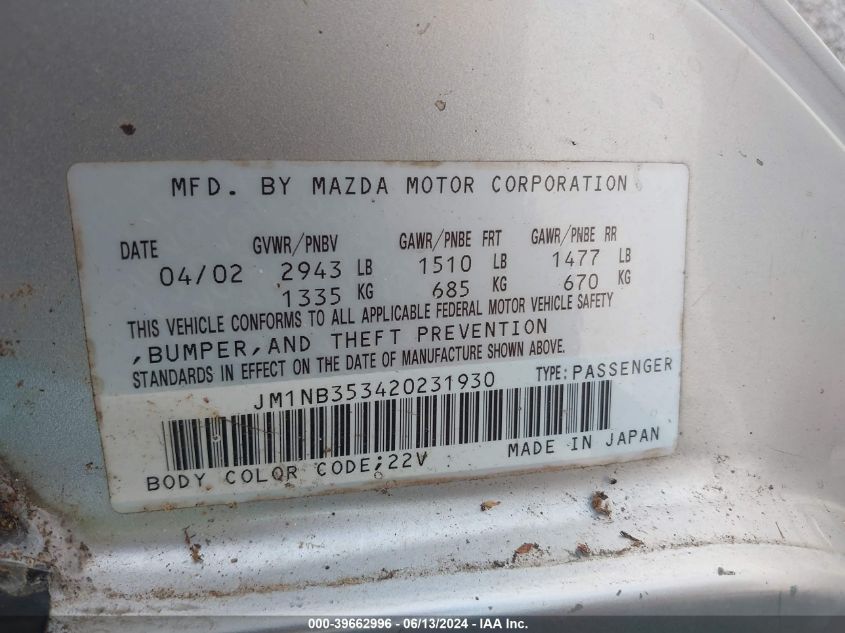 MFD. BY MAZDA MOTOR CORPORATION
DATE GVWR/PNBV GAWR/PNBE FRT GAWR/PNBE RR
04/02 2943 LB 1510 LB 1477 LB
1335 KG 685 KG 670 KG
THIS VEHICLE CONFORMS TO ALL APPLICABLE FEDERAL MOTOR VEHICLE SAFETY
,BUMPER,AND THEFT PREVENTION
STANDARDS IN EFFECT ON THE DATE OF MANUFACTURE SHOWN ABOVE.
JM1NB353420231930 TYPE:PASSENGER
BODY COLOR CODE;22V MADE IN JAPAN
000-39662996 - 06/13/2024 - IAA Inc.